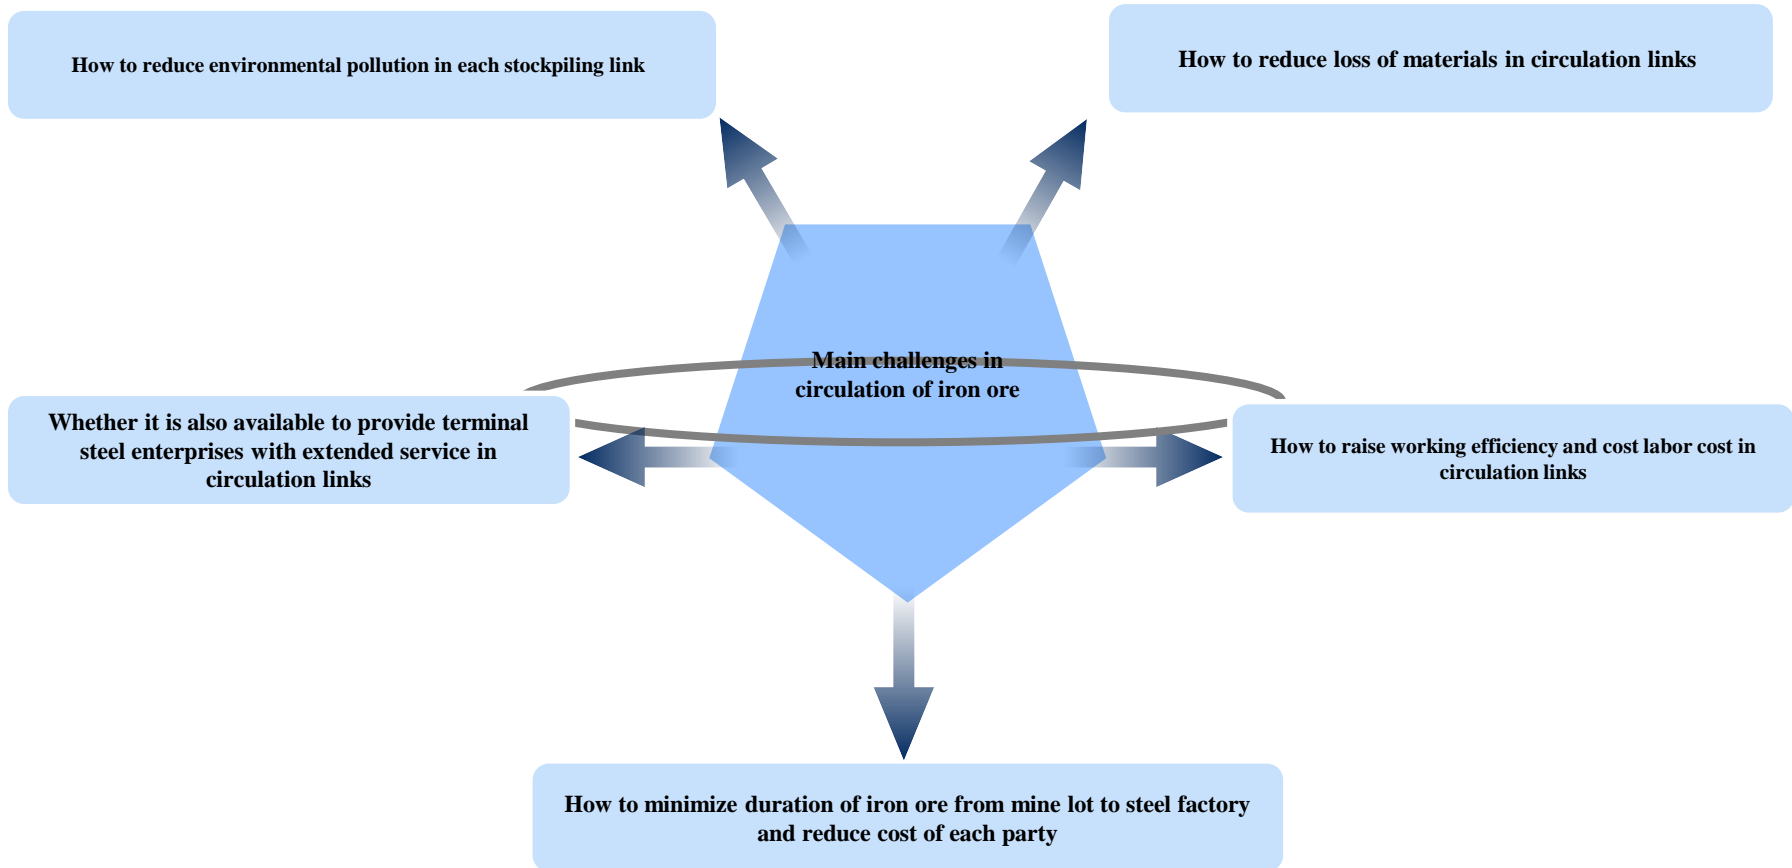 How to reduce environmental pollution in each stockpiling link
How to reduce loss of materials in circulation links
Main challenges in
circulation of iron ore
Whether it is also available to provide terminal
steel enterprises with extended service in
circulation links
How to raise working efficiency and cost labor cost in
circulation links
How to minimize duration of iron ore from mine lot to steel factory
and reduce cost of each party